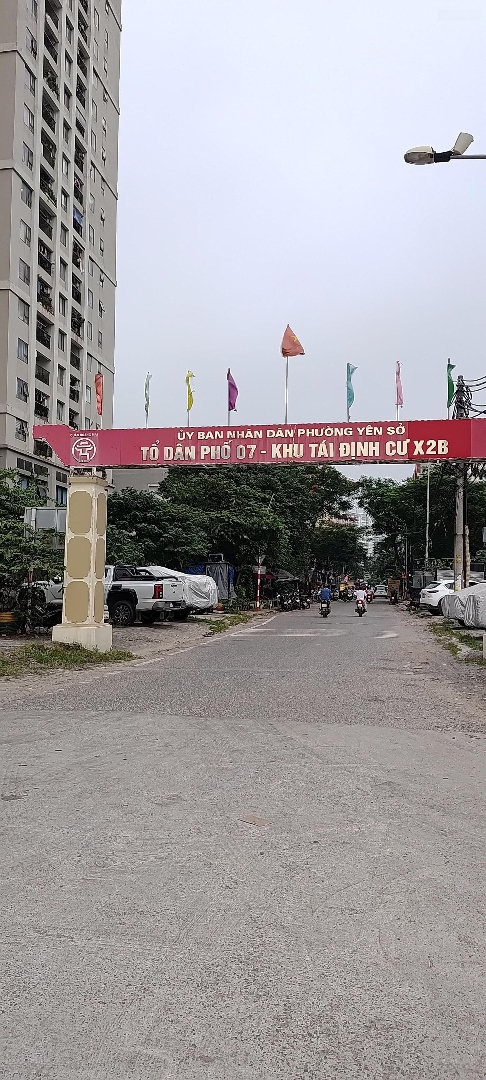 ỦY BAN NHÂN DÂN PHƯỜNG YÊN SỞ
TỔ DÂN PHỐ 07 - KHU TÁI ĐỊNH CƯ X2B